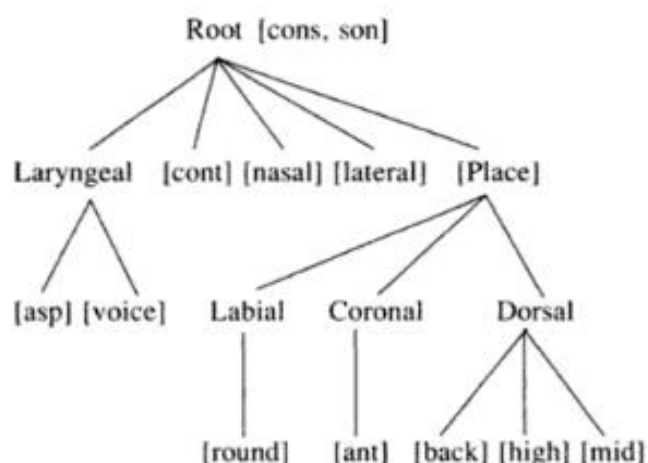 Root [cons, son]
Laryngeal [cont] [nasal] [lateral] [Place]
[asp] [voice] Labial Coronal Dorsal
[round] [ant] [back] [high] [mid]